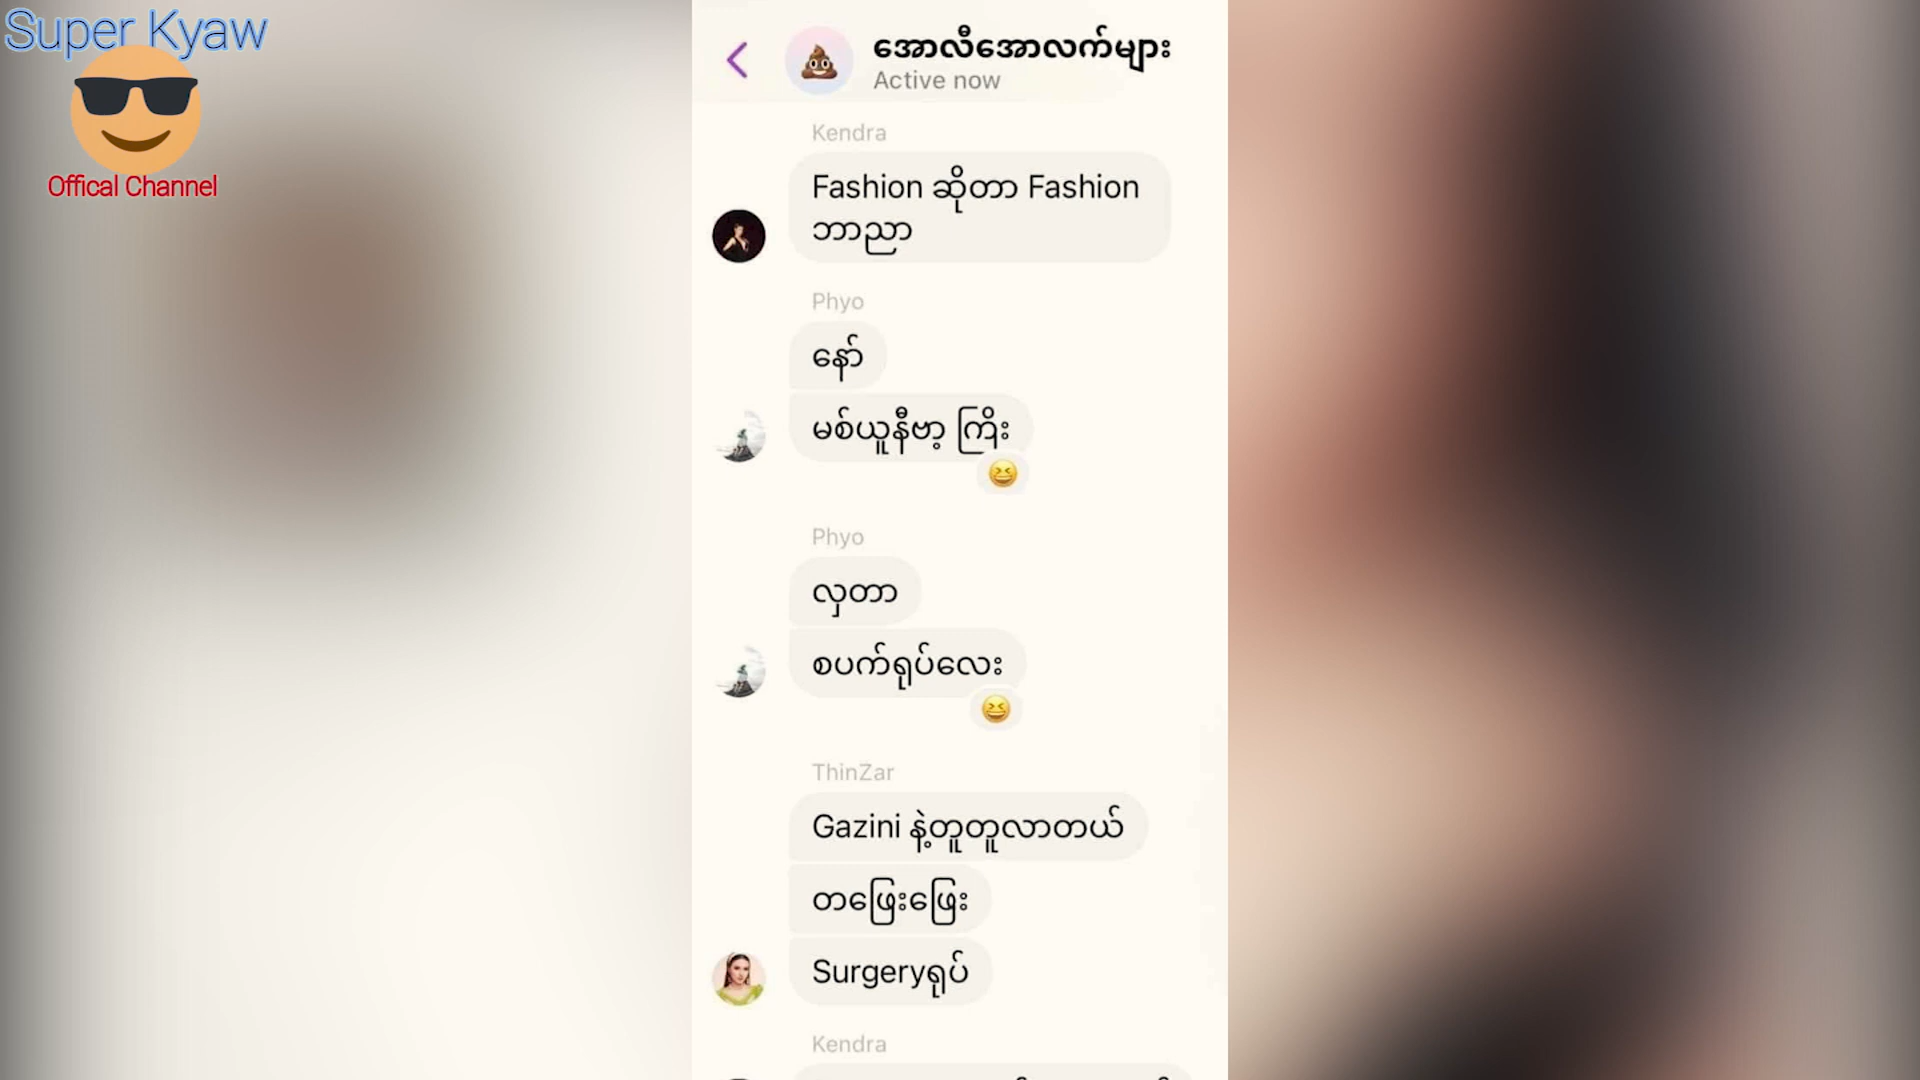 Super Kyaw
Offical Channel
အောလီအောလက်များ
Active now
Kendra
Fashion ဆိုတာ Fashion
ဘာညာ
Phyo
နော်
မစ်ယူနီဗာ့ ကြိး
Phyo
လှတာ
စပက်ရုပ်လေး
ThinZar
Gazini နဲ့တူတူလာတယ်
တဖြေးဖြေး
Surgeryရုပ်
Kendra